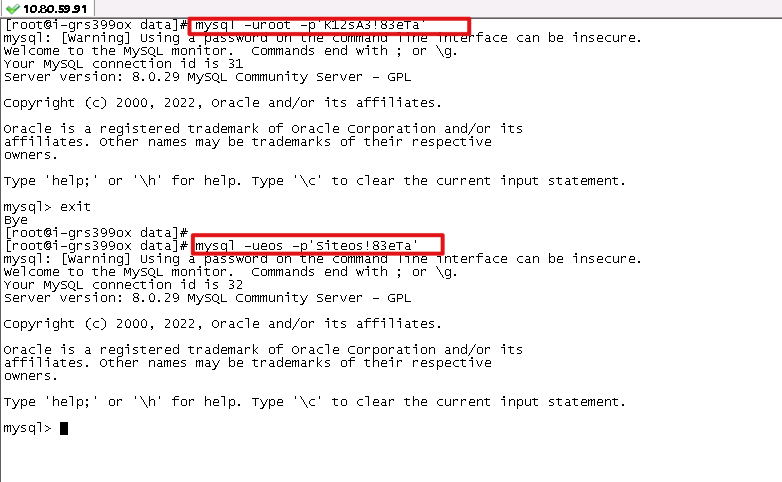 10.80.59.91
[root@i-grs399ox data]# mysql -uroot -p'K12sA3!83eTa'
mysql: [Warning] Using a password on the command line interface can be insecure.
Welcome to the MySQL monitor.  Commands end with ; or \g.
Your MySQL connection id is 31
Server version: 8.0.29 MySQL Community Server - GPL
Copyright (c) 2000, 2022, Oracle and/or its affiliates.
Oracle is a registered trademark of Oracle Corporation and/or its
affiliates. Other names may be trademarks of their respective
owners.
Type 'help;' or '\h' for help. Type '\c' to clear the current input statement.
mysql> exit
Bye
[root@i-grs399ox data]#
[root@i-grs399ox data]# mysql -ueos -p'Siteos!83eTa'
mysql: [Warning] Using a password on the command line interface can be insecure.
Welcome to the MySQL monitor.  Commands end with ; or \g.
Your MySQL connection id is 32
Server version: 8.0.29 MySQL Community Server - GPL
Copyright (c) 2000, 2022, Oracle and/or its affiliates.
Oracle is a registered trademark of Oracle Corporation and/or its
affiliates. Other names may be trademarks of their respective
owners.
Type 'help;' or '\h' for help. Type '\c' to clear the current input statement.
mysql>